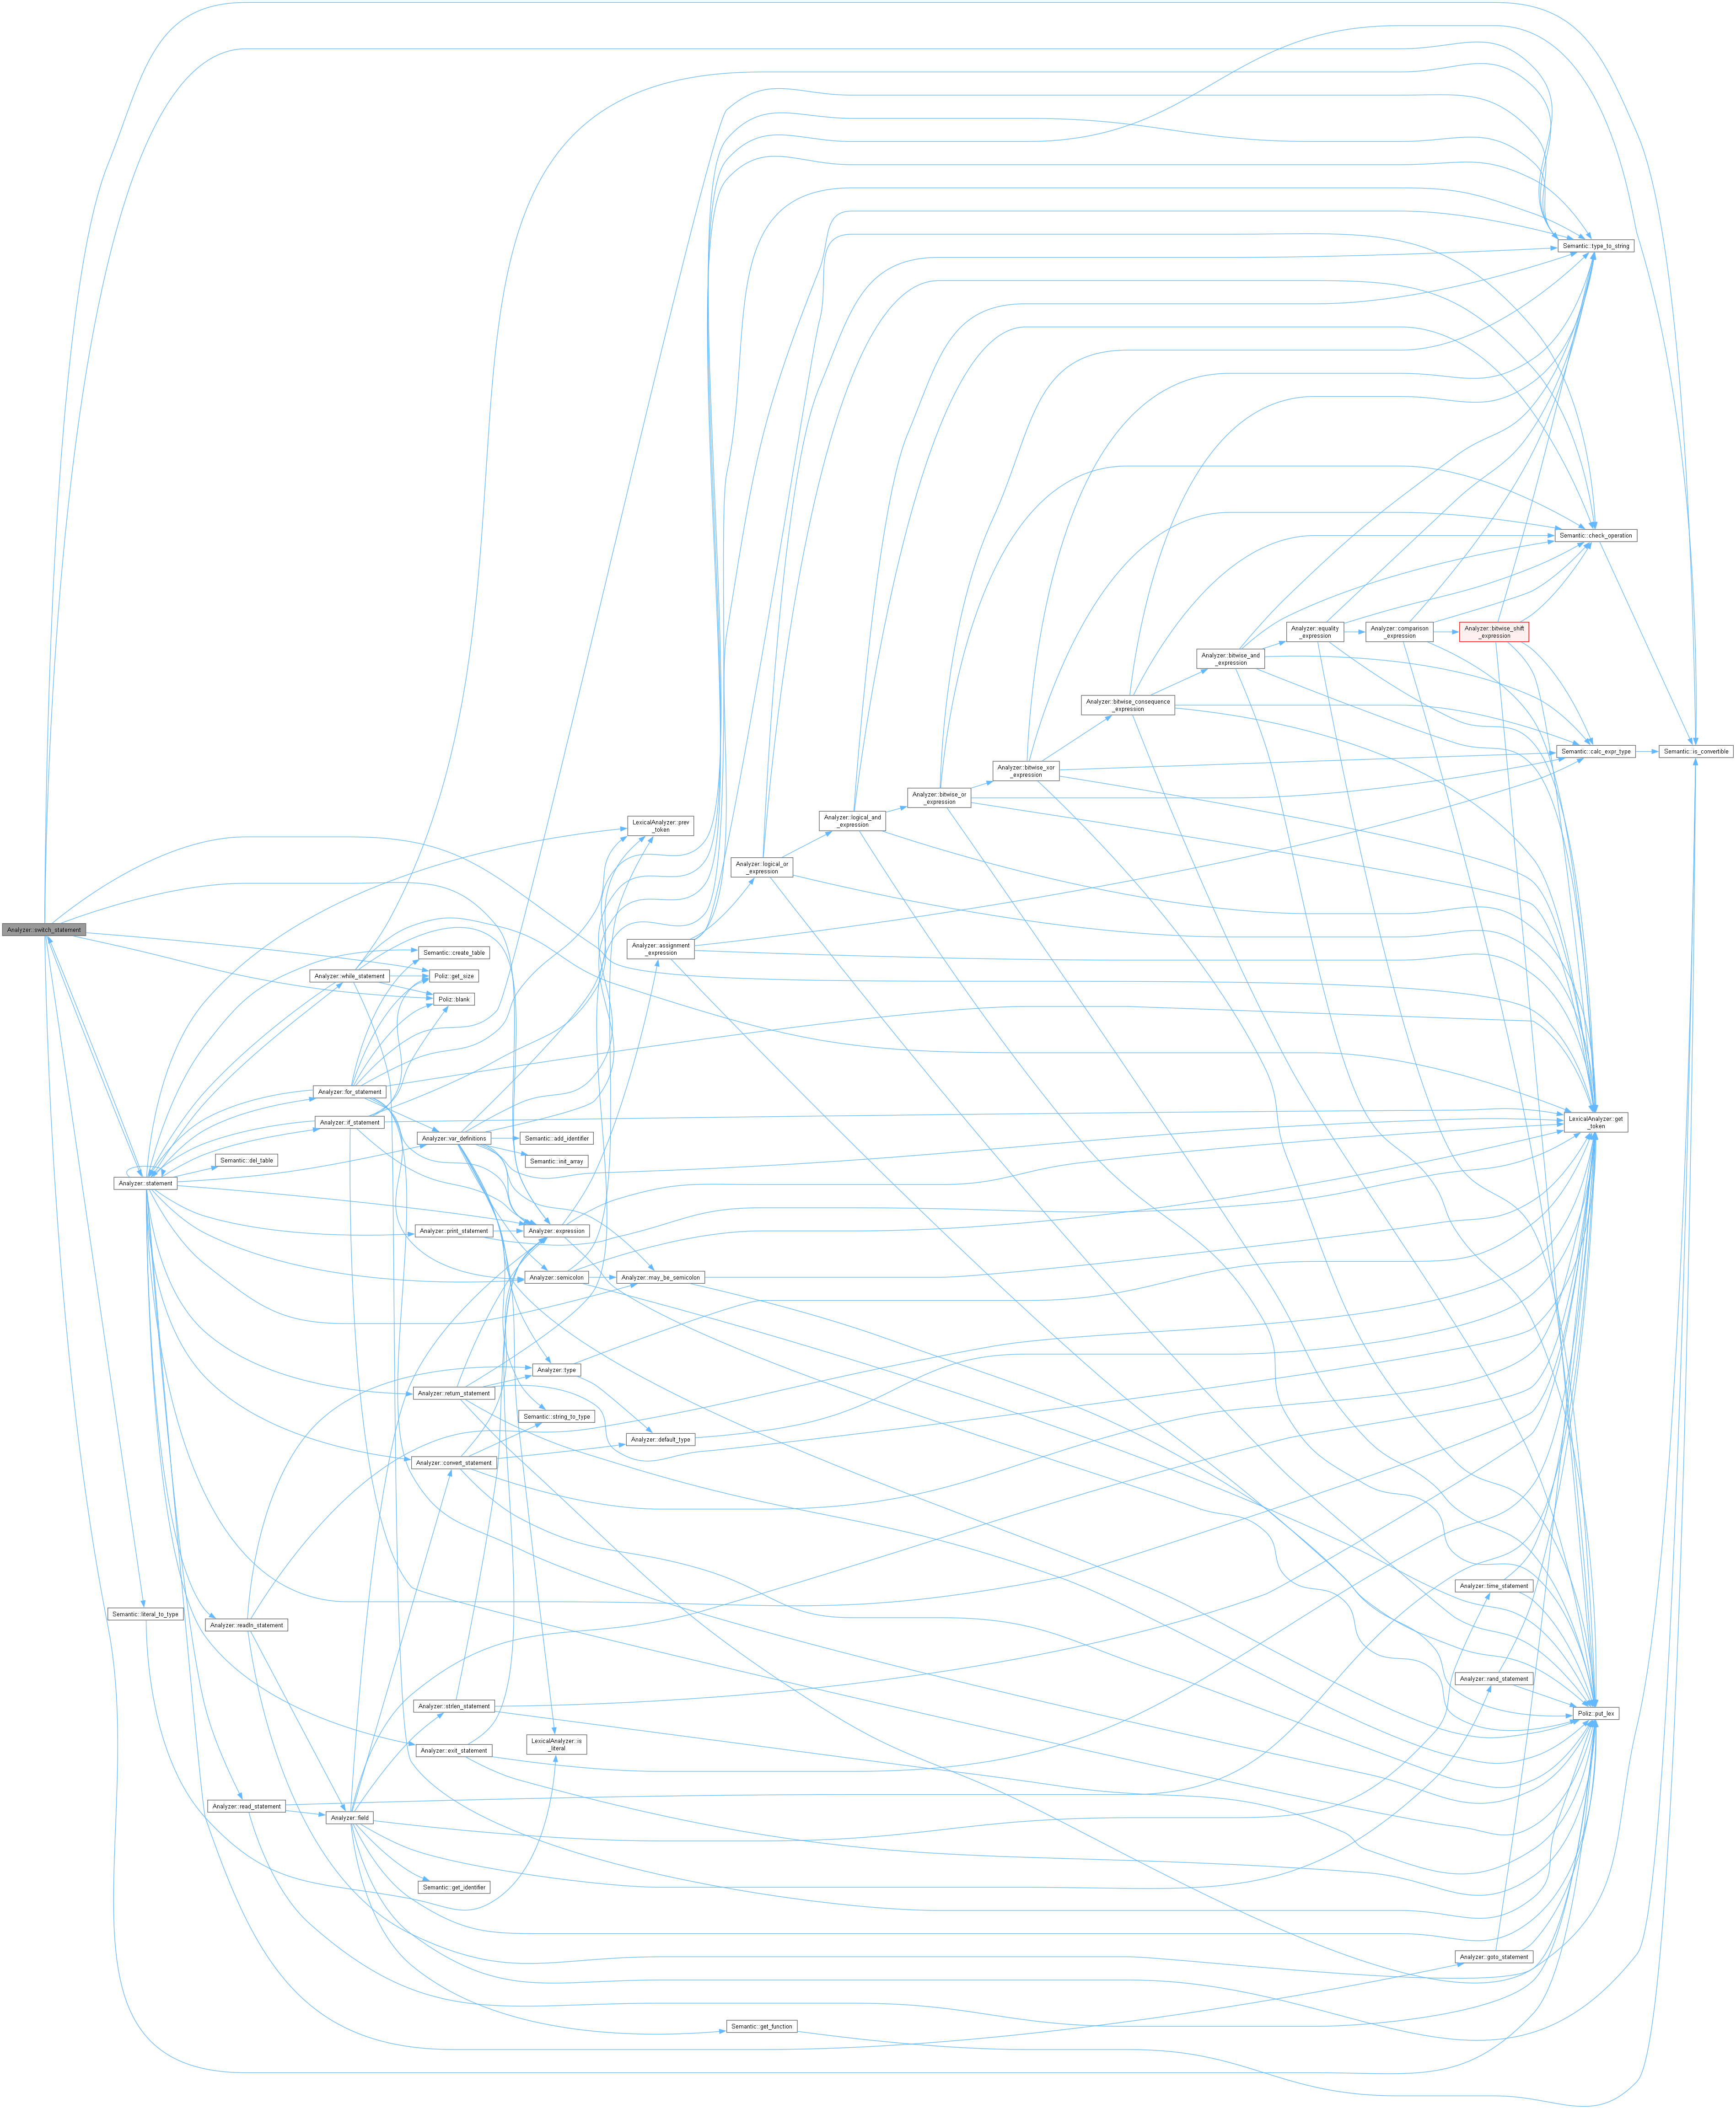 Semantic::type_to_string
Semantic::check_operation
Analyzer::equality
_expression
Analyzer::comparison
_expression
Analyzer::bitwise_shift
_expression
Analyzer::bitwise_and
_expression
Analyzer::bitwise_consequence
_expression
Semantic::calc_expr_type
Semantic::is_convertible
Analyzer::bitwise_xor
_expression
Analyzer::bitwise_or
_expression
LexicalAnalyzer::prev
_token
Analyzer::logical_and
_expression
Analyzer::logical_or
_expression
Analyzer::switch_statement
Analyzer::assignment
_expression
Semantic::create_table
Analyzer::while_statement
Poliz::get_size
Poliz::blank
Analyzer::for_statement
Analyzer::if_statement
LexicalAnalyzer::get
_token
Analyzer::var_definitions
Semantic::add_identifier
Semantic::del_table
Semantic::init_array
Analyzer::statement
Analyzer::print_statement
Analyzer::expression
Analyzer::semicolon
Analyzer::may_be_semicolon
Analyzer::type
Analyzer::return_statement
Semantic::string_to_type
Analyzer::default_type
Analyzer::convert_statement
Analyzer::time_statement
Semantic::literal_to_type
Analyzer::readln_statement
Analyzer::rand_statement
Analyzer::strlen_statement
Poliz::put_lex
LexicalAnalyzer::is
_literal
Analyzer::exit_statement
Analyzer::read_statement
Analyzer::field
Semantic::get_identifier
Analyzer::goto_statement
Semantic::get_function